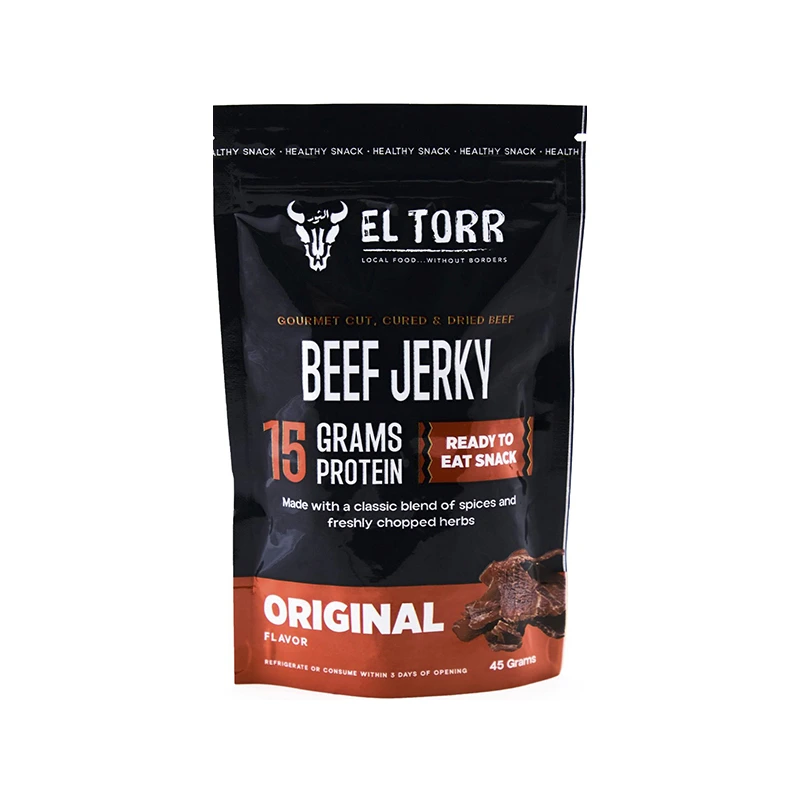 ALTHY SNACK · HEALTHY SNACK · HEALTHY SNACK · HEALTHY SNACK · HEALTH
الثور
EL TORR
LOCAL FOOD...WITHOUT BORDERS
GOURMET CUT, CURED & DRIED BEEF
BEEF JERKY
15 GRAMS PROTEIN
READY TO
EAT SNACK
Made with a classic blend of spices and
freshly chopped herbs
ORIGINAL
FLAVOR
REFRIGERATE OR CONSUME WITHIN 3 DAYS OF OPENING
45 Grams